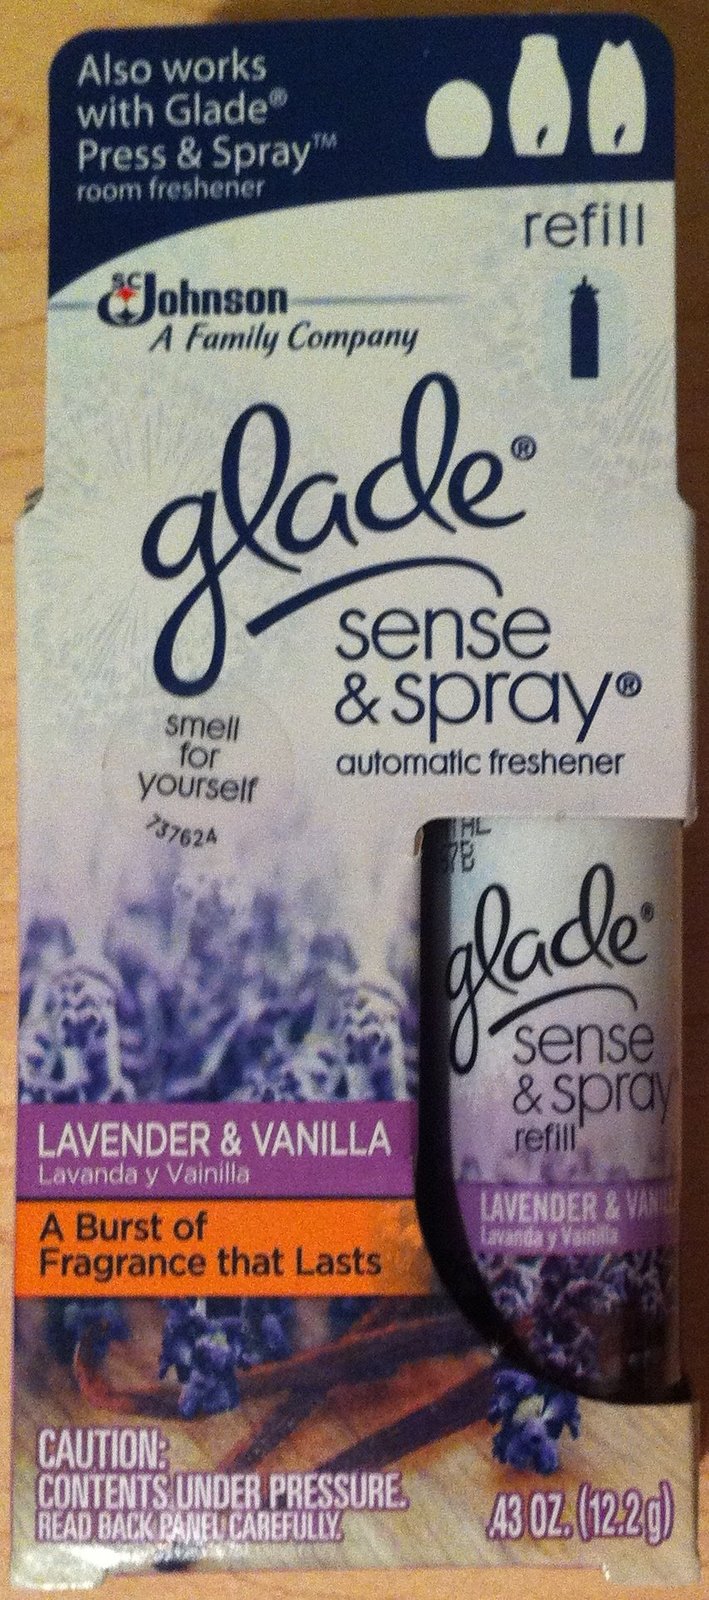 Also works
with Glade®
Press & Spray™
room freshener
refill
SC Johnson
A Family Company
glade®
sense
& spray®
automatic freshener
smell
for
yourself
73762A
7B
glade®
sense
& spray
refill
LAVENDER & VANILLA
Lavanda y Vainilla
A Burst of
Fragrance that Lasts
LAVENDER &
Lavanda y Vainilla
CAUTION:
CONTENTS UNDER PRESSURE.
READ BACK PANEL CAREFULLY.
.43 OZ. (12.2 g)